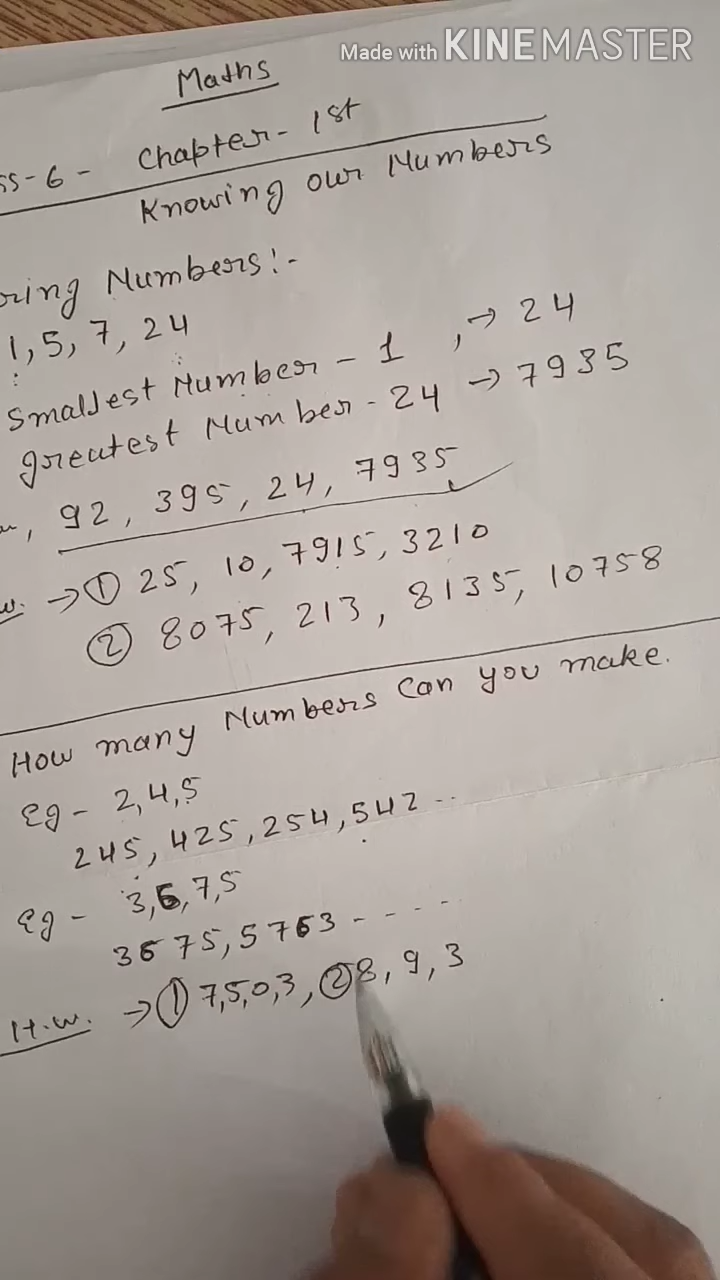 Made with KINEMASTER
Maths
ss-6- Chapter- 1st
Knowing our Numbers
oring Numbers:-
1, 5, 7, 24
Smallest Number - 1 , → 24
greatest Number - 24 → 7935
, 92, 395, 24, 7935
w. → ① 25, 10, 7915, 3210
② 8075, 213, 8135, 10758
How many Numbers Can you make.
Eg - 2,4,5
245, 425, 254, 542 --
Eg - 3,6,7,5
3675, 5763 - - - -
H.W. → ① 7,5,0,3, ② 8, 9, 3